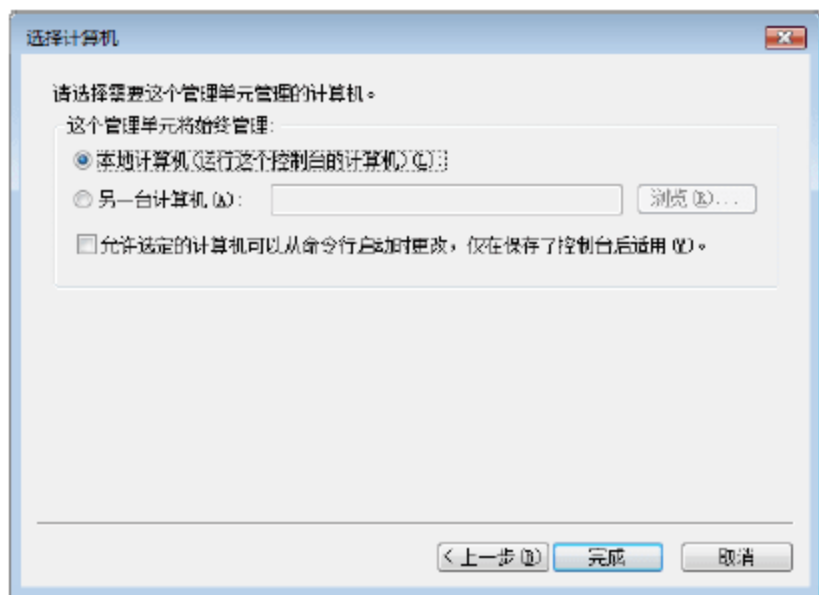 选择计算机
请选择需要这个管理单元管理的计算机。
这个管理单元将始终管理:
本地计算机(运行这个控制台的计算机)(L):
另一台计算机(A):
浏览(R)...
允许选定的计算机可以从命令行启动时更改，仅在保存了控制台后适用(Y)。
<上一步(B)
完成
取消